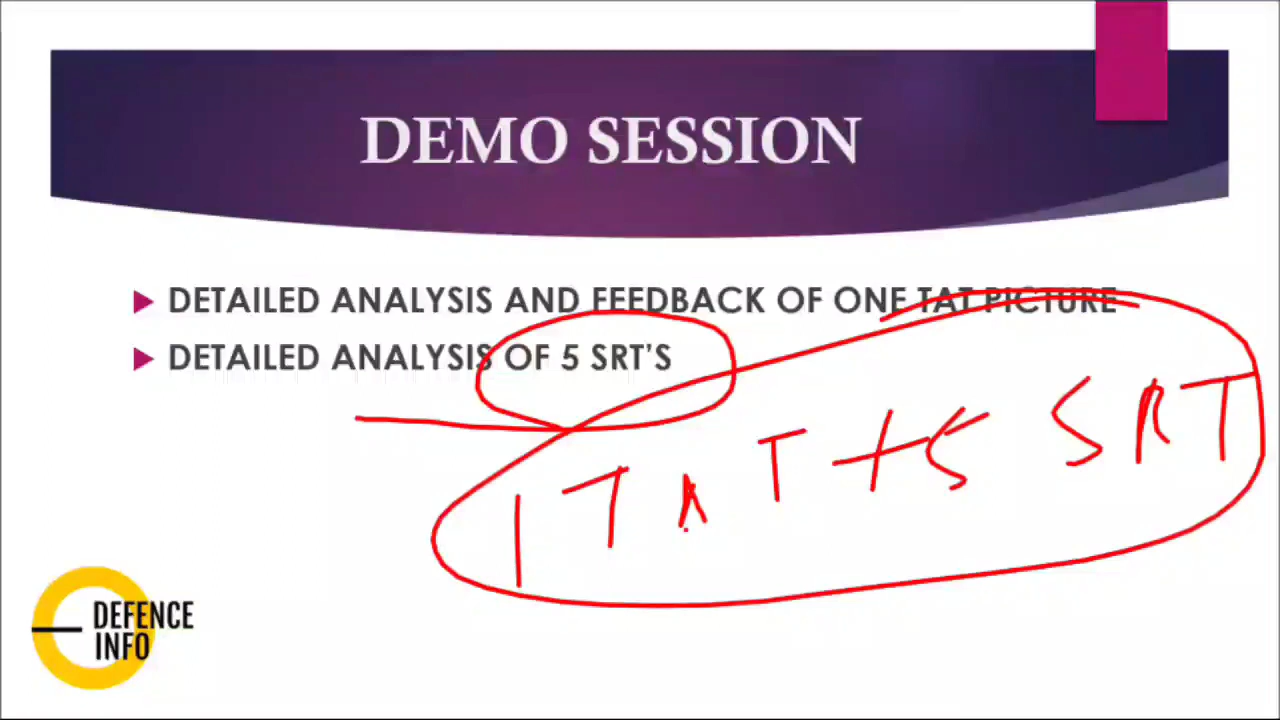 DEMO SESSION
DETAILED ANALYSIS AND FEEDBACK OF ONE TAT PICTURE
DETAILED ANALYSIS OF 5 SRT'S
1 TAT + 5 SRT
DEFENCE
INFO